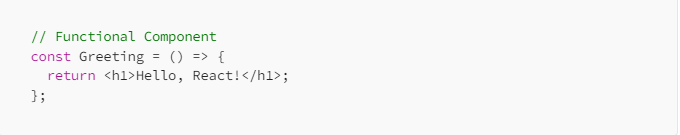 // Functional Component
const Greeting = () => {
  return <h1>Hello, React!</h1>;
};